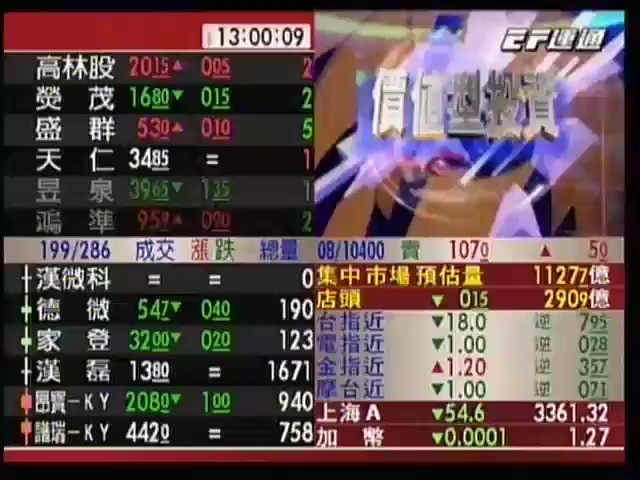 13:00:09
EF建通
高林股 2015▲ 005 2
熒茂 1680▼ 015 2
盛群 530▲ 010 5
天仁 3485 = 1
昱泉 3965▼ 135 1
鴻準 958▲ 020 2
價值型投資
199/286 成交 漲跌 總量
漢微科 = = 0
德微 547▼ 040 190
家登 3200▼ 020 123
漢磊 1380 = 1671
昂寶-KY 2080▼ 100 940
譜瑞-KY 4420 = 758
08/10400 賣 1070 ▲ 50
集中市場 預估量 11277億
店頭 ▼ 015 2909億
台指近 ▼18.0 逆 795
電指近 ▼1.00 逆 028
金指近 ▲1.20 逆 357
摩台近 ▼1.00 逆 071
上海A ▼54.6 3361.32
加幣 ▼0.0001 1.27